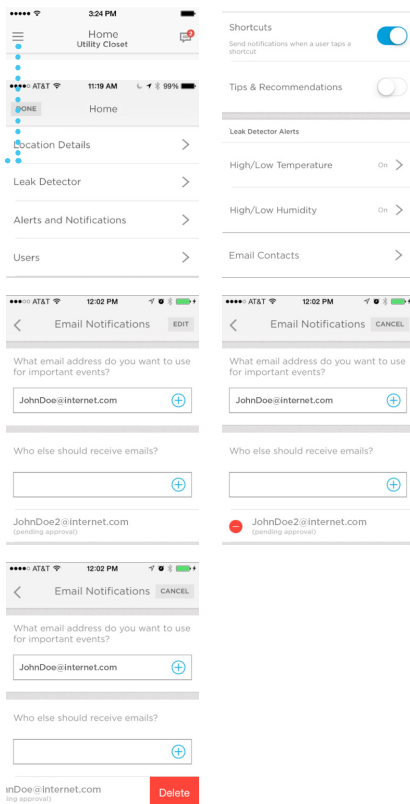 3:24 PM
Home
Utility Closet
2
AT&T
11:19 AM
99%
DONE
Home
Location Details
Leak Detector
Alerts and Notifications
Users
Shortcuts
Send notifications when a user taps a
shortcut
Tips & Recommendations
Leak Detector Alerts
High/Low Temperature
On
High/Low Humidity
On
Email Contacts
AT&T
12:02 PM
Email Notifications
EDIT
What email address do you want to use
for important events?
JohnDoe@internet.com
Who else should receive emails?
JohnDoe2@internet.com
(pending approval)
AT&T
12:02 PM
Email Notifications
CANCEL
What email address do you want to use
for important events?
JohnDoe@internet.com
Who else should receive emails?
JohnDoe2@internet.com
(pending approval)
AT&T
12:02 PM
Email Notifications
CANCEL
What email address do you want to use
for important events?
JohnDoe@internet.com
Who else should receive emails?
nDoe@internet.com
Delete
ing approval)